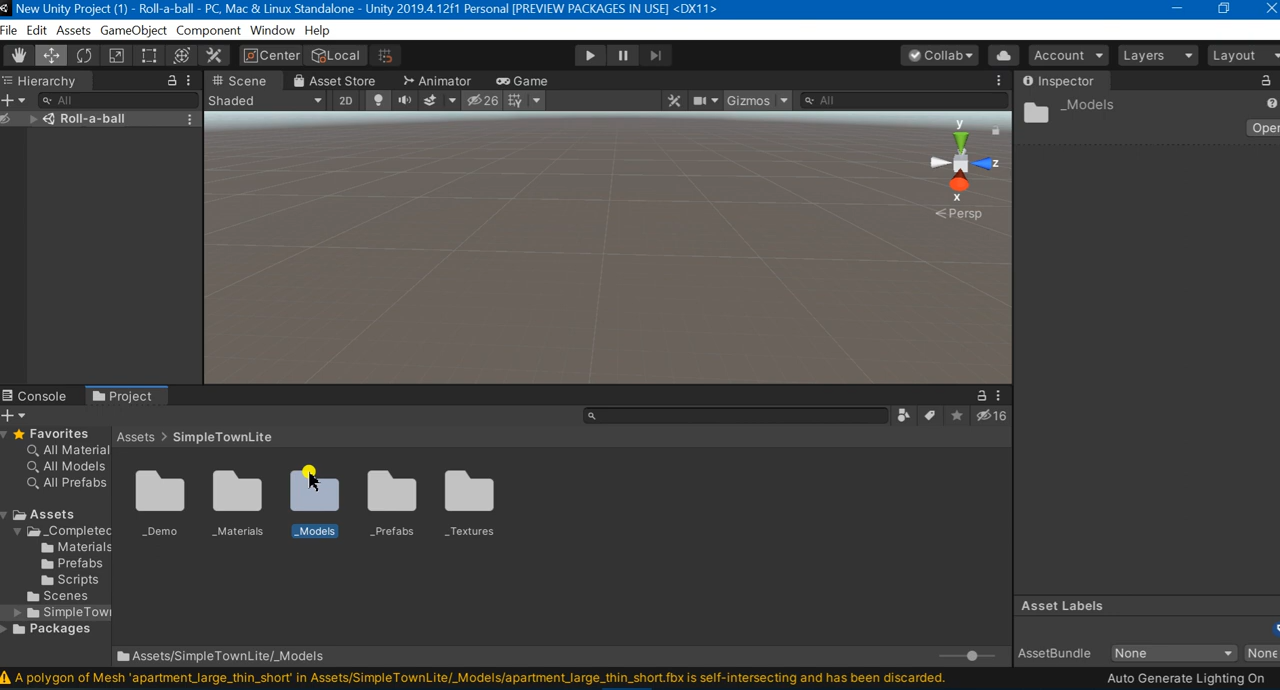 New Unity Project (1) - Roll-a-ball - PC, Mac & Linux Standalone - Unity 2019.4.12f1 Personal [PREVIEW PACKAGES IN USE] <DX11>
File Edit Assets GameObject Component Window Help
Center Local Collab Account Layers Layout
Hierarchy Scene Asset Store Animator Game Inspector
All Shaded 2D 26 Gizmos All _Models
Roll-a-ball
Open
y
z
x
Persp
Console Project
16
Favorites Assets > SimpleTownLite
All Material
All Models
All Prefabs
Assets
_Completed _Demo _Materials _Models _Prefabs _Textures
Materials
Prefabs
Scripts
Scenes
SimpleTown
Packages
Asset Labels
Assets/SimpleTownLite/_Models
AssetBundle None None
A polygon of Mesh 'apartment_large_thin_short' in Assets/SimpleTownLite/_Models/apartment_large_thin_short.fbx is self-intersecting and has been discarded.
Auto Generate Lighting On